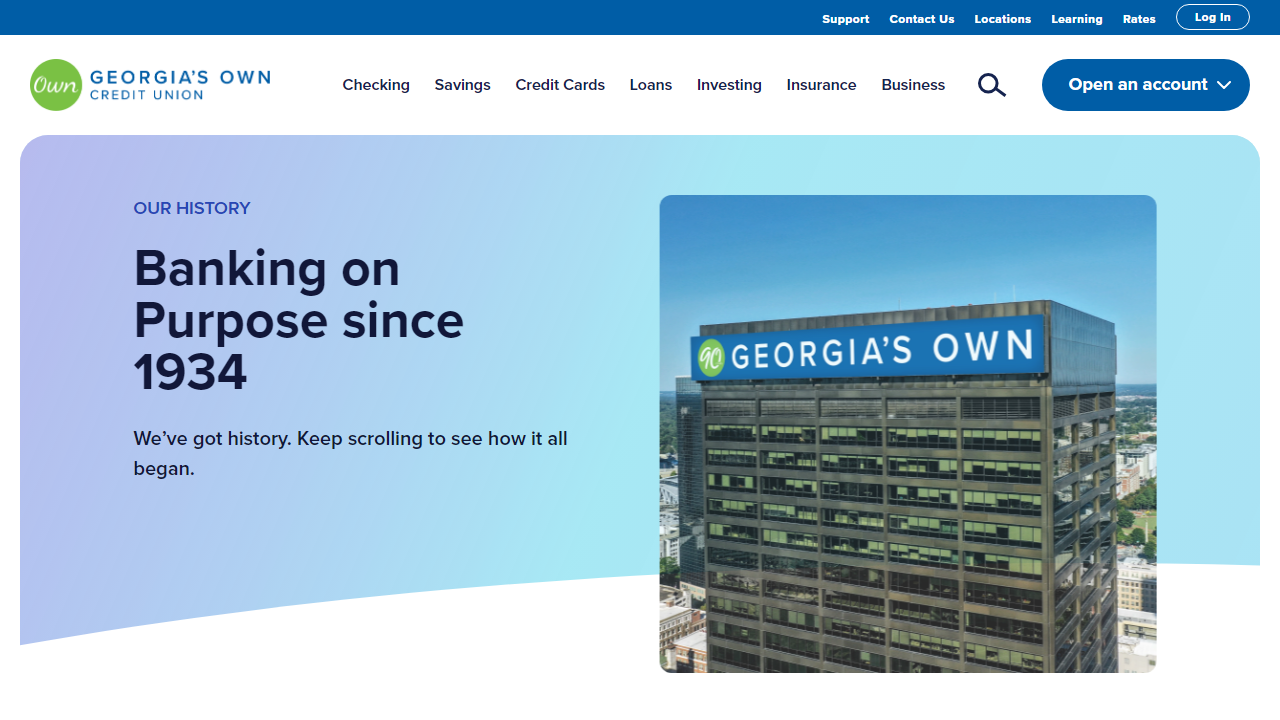 Support Contact Us Locations Learning Rates Log In
Own GEORGIA'S OWN
CREDIT UNION
Checking Savings Credit Cards Loans Investing Insurance Business Open an account
OUR HISTORY
Banking on
Purpose since
1934
We've got history. Keep scrolling to see how it all
began.
90 GEORGIA'S OWN